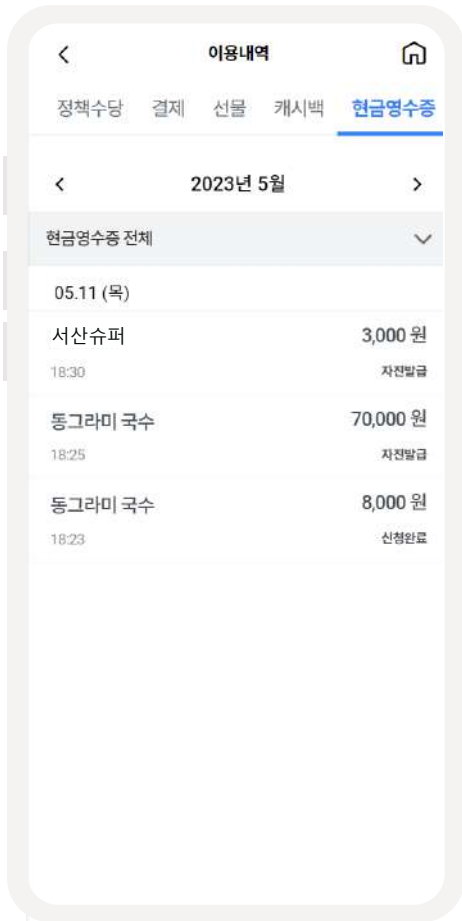 이용내역
정책수당 결제 선물 캐시백 현금영수증
2023년 5월
현금영수증 전체
05.11 (목)
서산슈퍼 3,000 원
18:30 자진발급
동그라미 국수 70,000 원
18:25 자진발급
동그라미 국수 8,000 원
18:23 신청완료